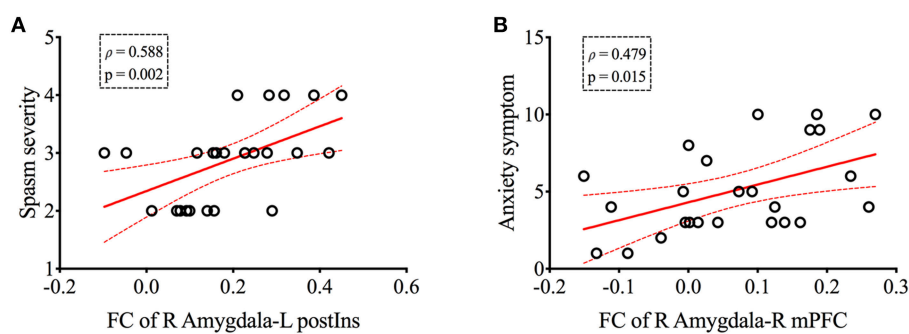 A
ρ = 0.588
p = 0.002
Spasm severity
5
4
3
2
1
-0.2 0.0 0.2 0.4 0.6
FC of R Amygdala-L postIns
B
ρ = 0.479
p = 0.015
Anxiety symptom
15
10
5
0
-0.2 -0.1 0.0 0.1 0.2 0.3
FC of R Amygdala-R mPFC